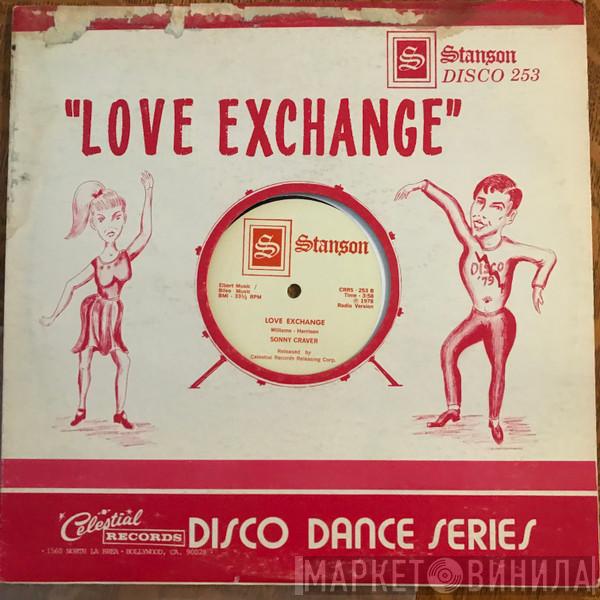 S
Stanson
DISCO 253
"LOVE EXCHANGE"
S Stanson
Elbert Music /
Bileo Music
BMI - 33⅓ RPM
CRRS - 253 B
Time - 3:58
℗ 1978
Radio Version
LOVE EXCHANGE
Williams - Harrison
SONNY CRAVER
Released by
Celestial Records Releasing Corp.
DISCO
'79
Celestial
RECORDS
DISCO DANCE SERIES
· 1560 NORTH LA BREA · HOLLYWOOD, CA. 90028 ·
МАРКЕТ ВИНИЛА